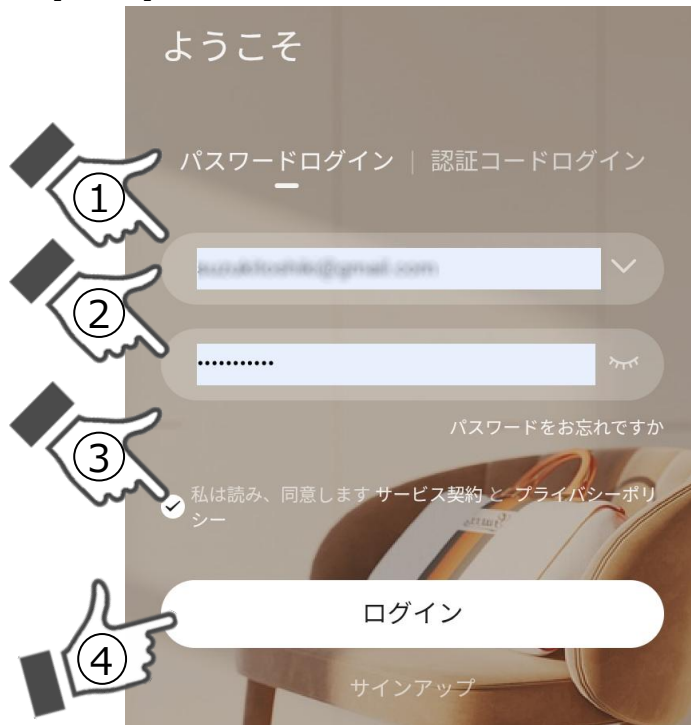 ようこそ
パスワードログイン | 認証コードログイン
①
②
•••••••••••
パスワードをお忘れですか
③
私は読み、同意します サービス契約 と プライバシーポリ
シー
ログイン
④
サインアップ